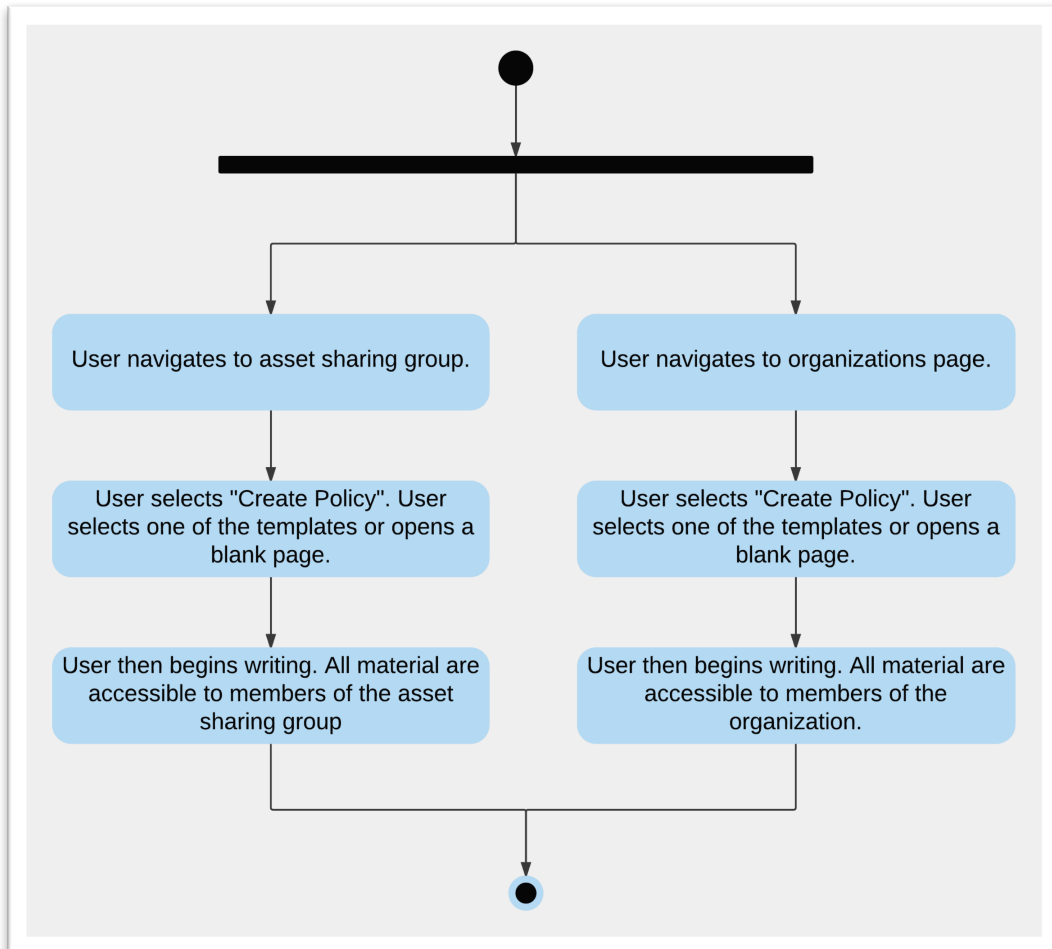 User navigates to asset sharing group.
User selects "Create Policy". User
selects one of the templates or opens a
blank page.
User then begins writing. All material are
accessible to members of the asset
sharing group
User navigates to organizations page.
User selects "Create Policy". User
selects one of the templates or opens a
blank page.
User then begins writing. All material are
accessible to members of the
organization.